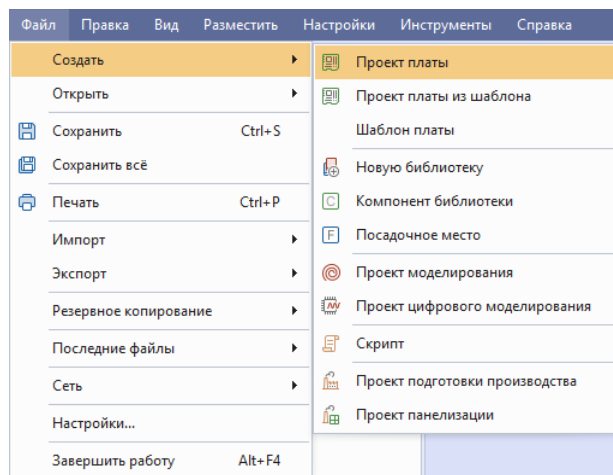 Файл Правка Вид Разместить Настройки Инструменты Справка
Создать
Открыть
Сохранить Ctrl+S
Сохранить всё
Печать Ctrl+P
Импорт
Экспорт
Резервное копирование
Последние файлы
Сеть
Настройки...
Завершить работу Alt+F4
Проект платы
Проект платы из шаблона
Шаблон платы
Новую библиотеку
C Компонент библиотеки
F Посадочное место
Проект моделирования
Проект цифрового моделирования
Скрипт
Проект подготовки производства
Проект панелизации